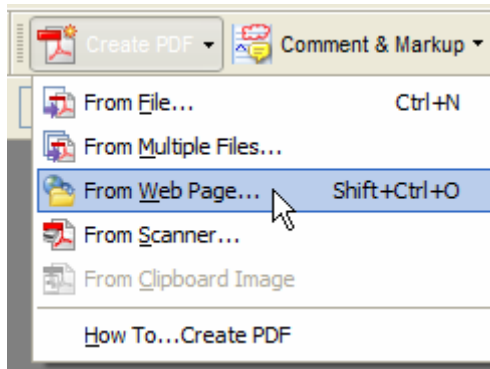 Create PDF Comment & Markup
From File... Ctrl+N
From Multiple Files...
From Web Page... Shift+Ctrl+O
From Scanner...
From Clipboard Image
How To...Create PDF